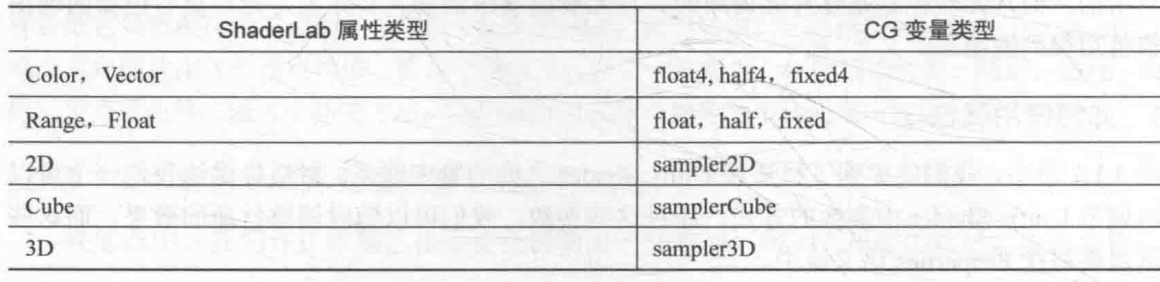 ShaderLab 属性类型 CG 变量类型
Color，Vector float4, half4，fixed4
Range，Float float，half，fixed
2D sampler2D
Cube samplerCube
3D sampler3D